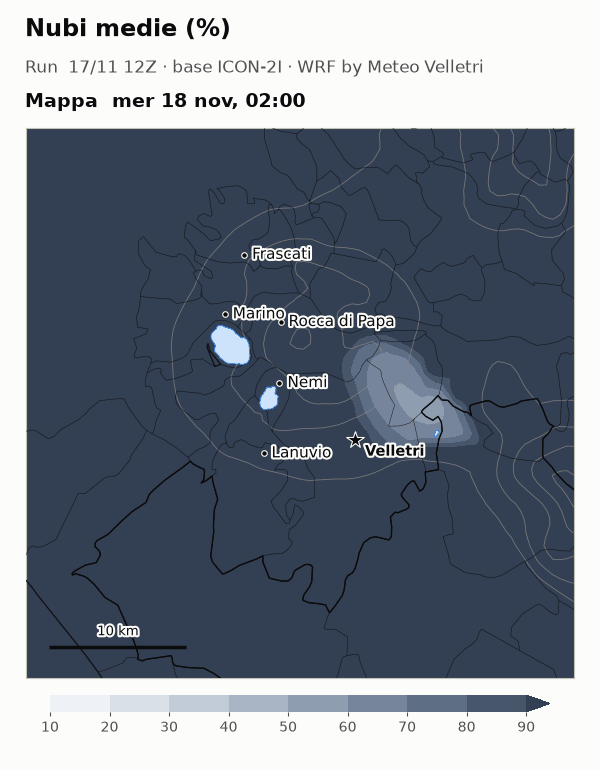 Nubi medie (%)
Run  17/11 12Z · base ICON-2I · WRF by Meteo Velletri
Mappa  mer 18 nov, 02:00
Frascati
Marino
Rocca di Papa
Nemi
Velletri
Lanuvio
10 km
10 20 30 40 50 60 70 80 90